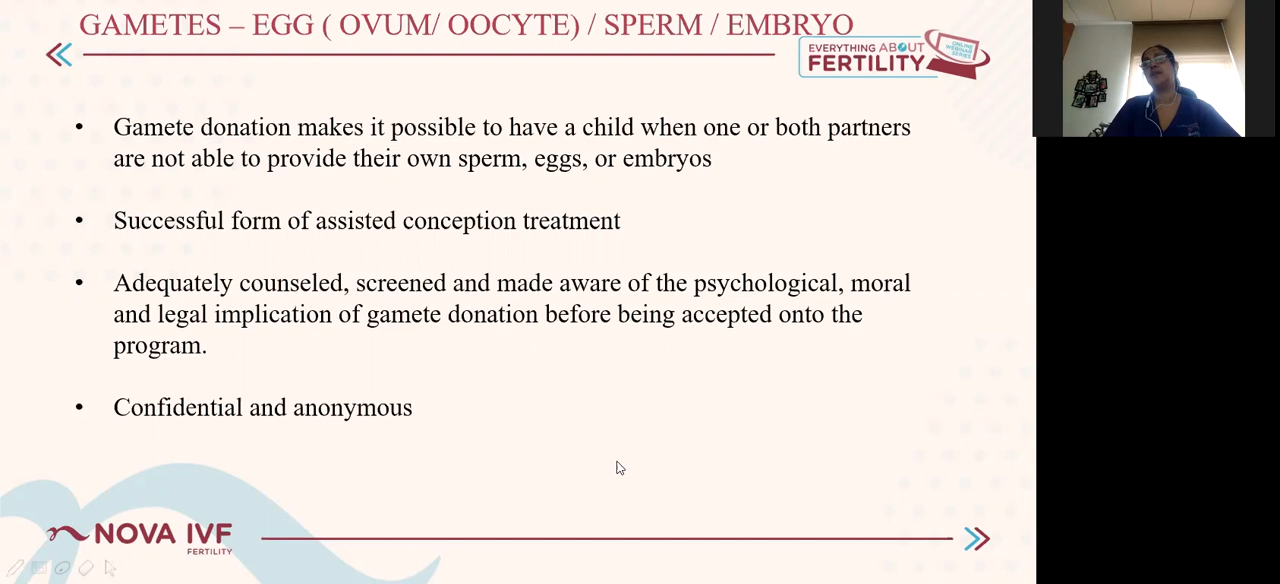 GAMETES – EGG ( OVUM/ OOCYTE) / SPERM / EMBRYO
EVERYTHING ABOUT
FERTILITY
ONLINE
WEBINAR
SERIES
• Gamete donation makes it possible to have a child when one or both partners
are not able to provide their own sperm, eggs, or embryos
• Successful form of assisted conception treatment
• Adequately counseled, screened and made aware of the psychological, moral
and legal implication of gamete donation before being accepted onto the
program.
• Confidential and anonymous
NOVA IVF
FERTILITY